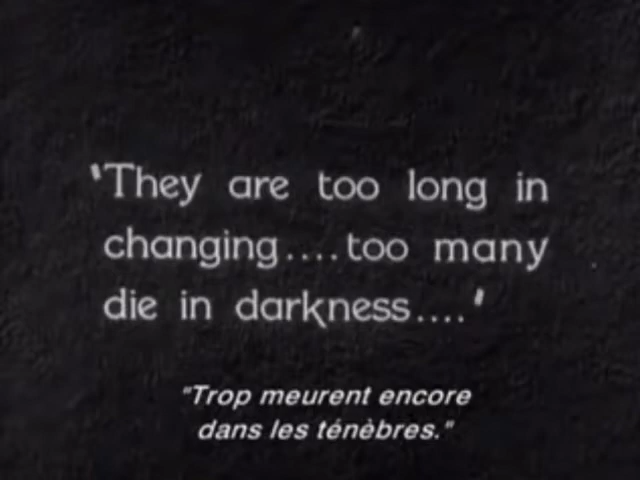 'They are too long in
changing....too many
die in darkness....'
"Trop meurent encore
dans les ténèbres."